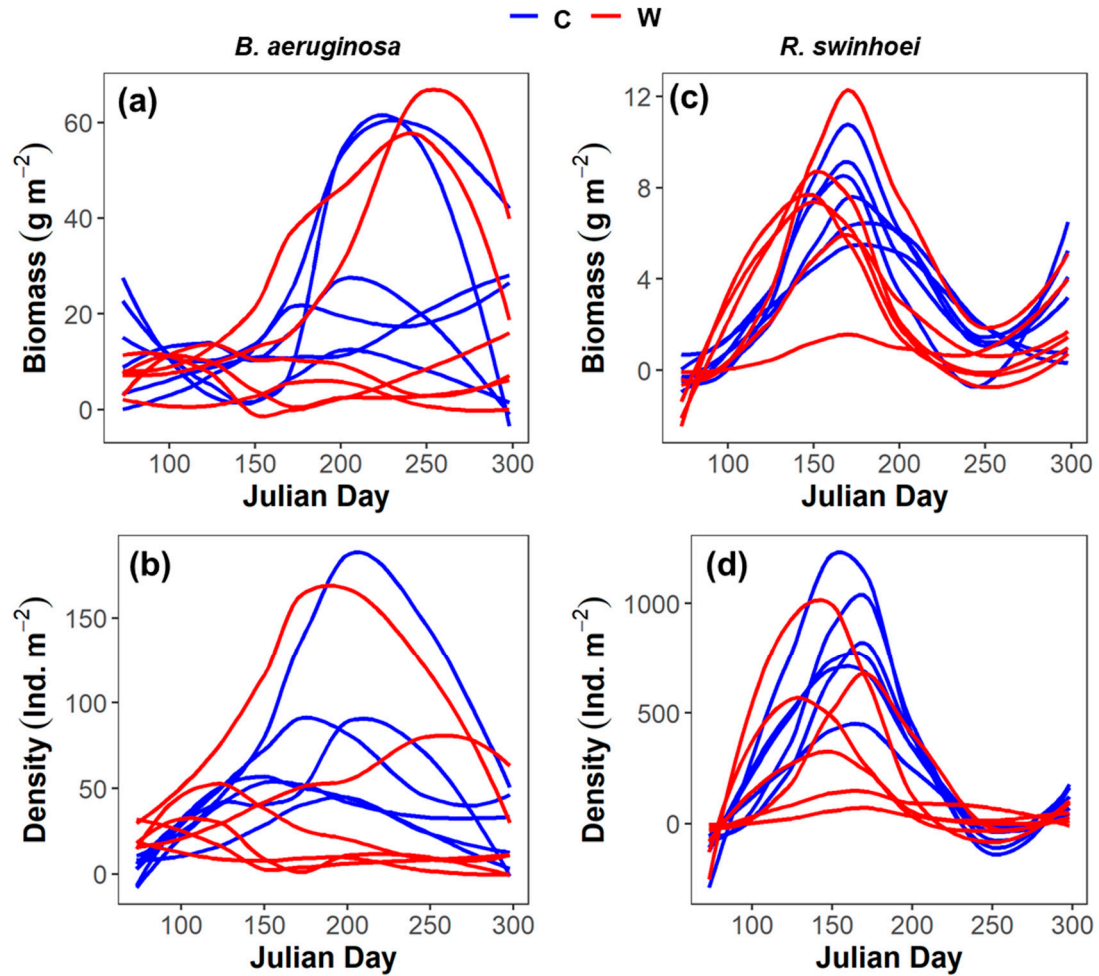 C W
B. aeruginosa R. swinhoei
(a) (c)
Biomass (g m⁻²)
60
40
20
0
100 150 200 250 300
Julian Day
Biomass (g m⁻²)
12
8
4
0
100 150 200 250 300
Julian Day
(b) (d)
Density (Ind. m⁻²)
150
100
50
0
100 150 200 250 300
Julian Day
Density (Ind. m⁻²)
1000
500
0
100 150 200 250 300
Julian Day